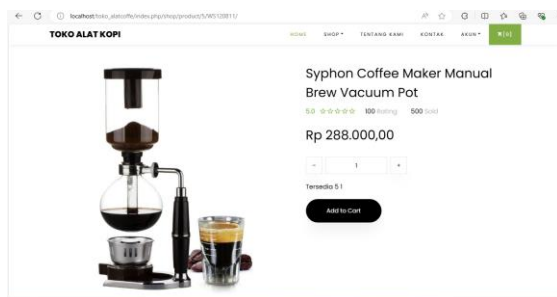 localhost/toko_alatcoffe/index.php/shop/product/5/WS120B11/
TOKO ALAT KOPI
HOME SHOP TENTANG KAMI KONTAK AKUN
Syphon Coffee Maker Manual
Brew Vacuum Pot
5.0 100 Rating 500 Sold
Rp 288.000,00
- 1 +
Tersedia 5 1
Add to Cart